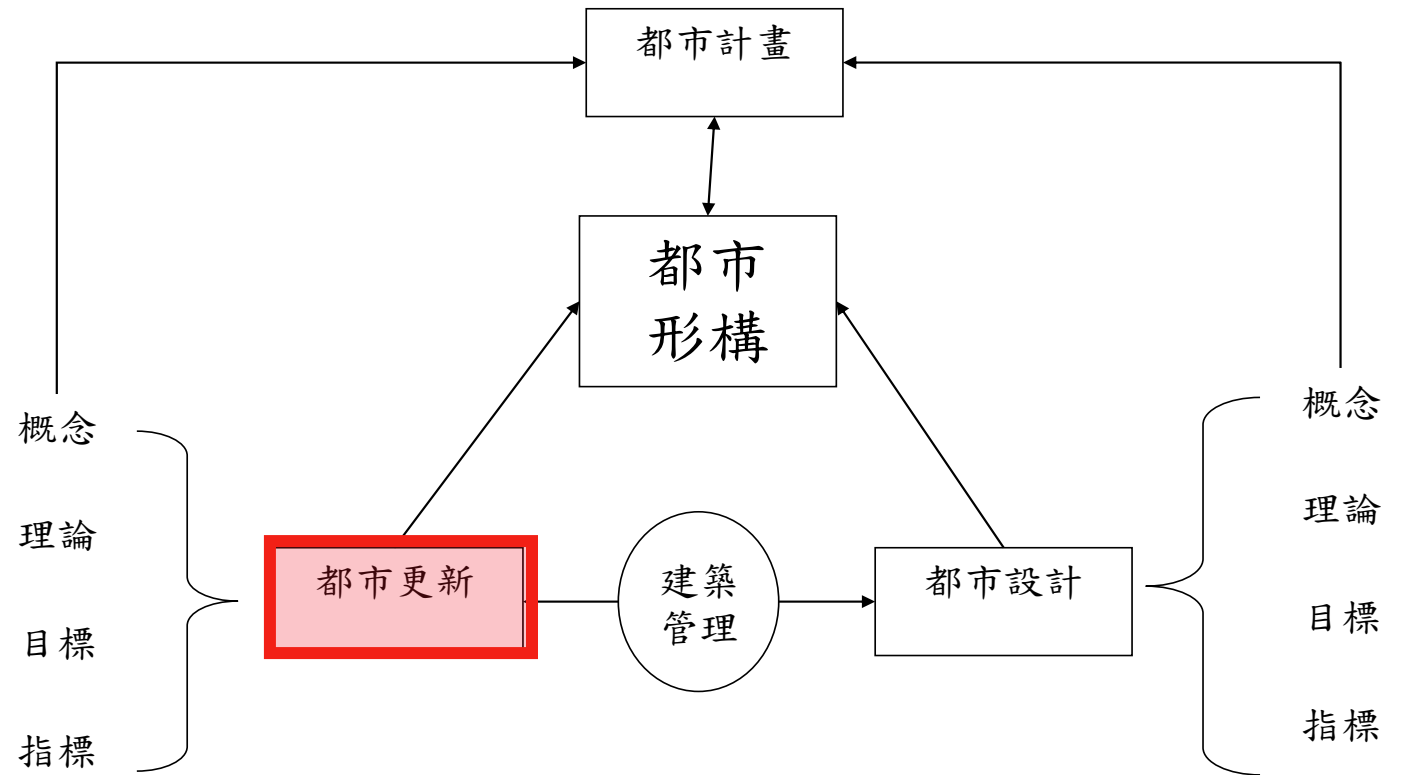 都市計畫
都市
形構
概念
理論
目標
指標
都市更新
建築
管理
都市設計
概念
理論
目標
指標